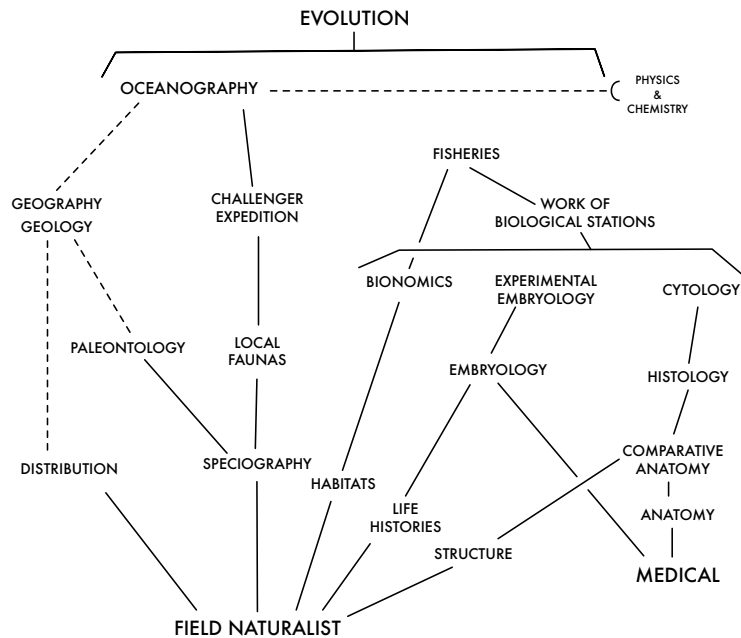 EVOLUTION
OCEANOGRAPHY
PHYSICS
&
CHEMISTRY
FISHERIES
GEOGRAPHY
GEOLOGY
CHALLENGER
EXPEDITION
WORK OF
BIOLOGICAL STATIONS
BIONOMICS
EXPERIMENTAL
EMBRYOLOGY
CYTOLOGY
PALEONTOLOGY
LOCAL
FAUNAS
EMBRYOLOGY
HISTOLOGY
DISTRIBUTION
SPECIOGRAPHY
HABITATS
COMPARATIVE
ANATOMY
LIFE
HISTORIES
ANATOMY
STRUCTURE
MEDICAL
FIELD NATURALIST